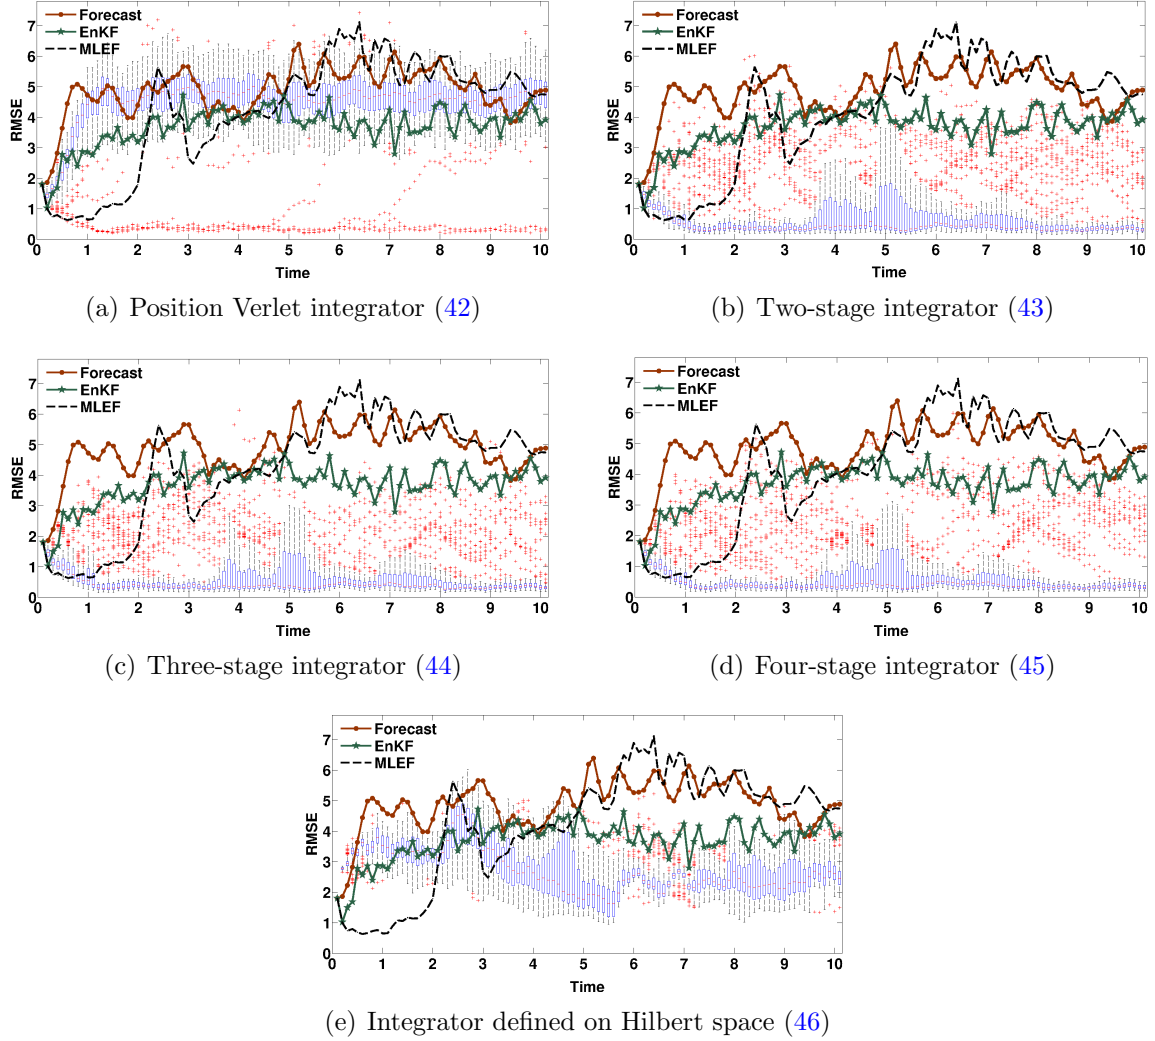 Forecast
EnKF
MLEF
RMSE
7
6
5
4
3
2
1
0
0 1 2 3 4 5 6 7 8 9 10
Time
(a) Position Verlet integrator (42)
Forecast
EnKF
MLEF
RMSE
7
6
5
4
3
2
1
0
0 1 2 3 4 5 6 7 8 9 10
Time
(b) Two-stage integrator (43)
Forecast
EnKF
MLEF
RMSE
7
6
5
4
3
2
1
0
0 1 2 3 4 5 6 7 8 9 10
Time
(c) Three-stage integrator (44)
Forecast
EnKF
MLEF
RMSE
7
6
5
4
3
2
1
0
0 1 2 3 4 5 6 7 8 9 10
Time
(d) Four-stage integrator (45)
Forecast
EnKF
MLEF
RMSE
7
6
5
4
3
2
1
0
0 1 2 3 4 5 6 7 8 9 10
Time
(e) Integrator defined on Hilbert space (46)